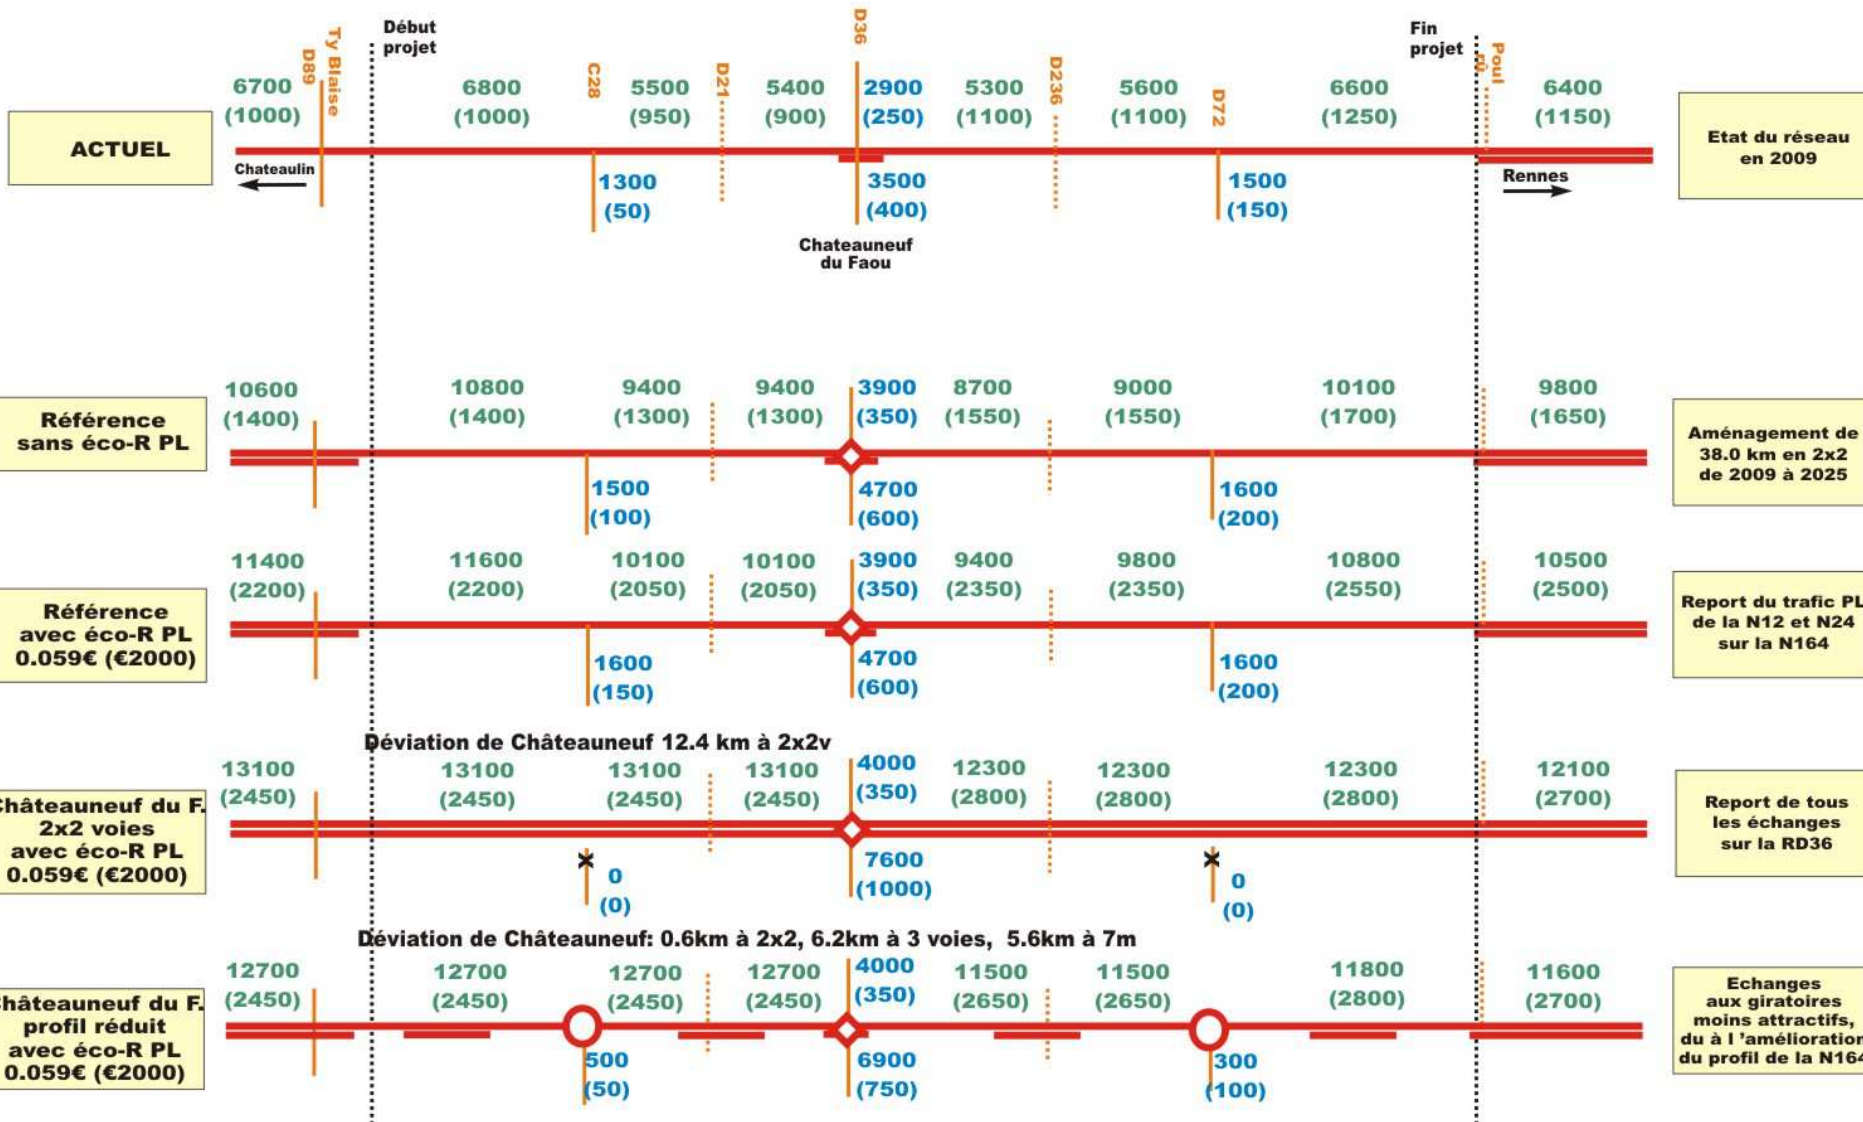 Début
projet
Fin
projet
D89
Ty Blaise
C28
D21
D36
D236
D72
Poul
rû
6700 6800 5500 5400 2900 5300 5600 6600 6400
(1000) (1000) (950) (900) (250) (1100) (1100) (1250) (1150)
ACTUEL
Etat du réseau
en 2009
Chateaulin
Rennes
1300 3500 1500
(50) (400) (150)
Chateauneuf
du Faou
10600 10800 9400 9400 3900 8700 9000 10100 9800
(1400) (1400) (1300) (1300) (350) (1550) (1550) (1700) (1650)
Référence
sans éco-R PL
Aménagement de
38.0 km en 2x2
de 2009 à 2025
1500 4700 1600
(100) (600) (200)
11400 11600 10100 10100 3900 9400 9800 10800 10500
(2200) (2200) (2050) (2050) (350) (2350) (2350) (2550) (2500)
Référence
avec éco-R PL
0.059€ (€2000)
Report du trafic PL
de la N12 et N24
sur la N164
1600 4700 1600
(150) (600) (200)
Déviation de Châteauneuf 12.4 km à 2x2v
13100 13100 13100 13100 4000 12300 12300 12300 12100
(2450) (2450) (2450) (2450) (350) (2800) (2800) (2800) (2700)
Châteauneuf du F.
2x2 voies
avec éco-R PL
0.059€ (€2000)
Report de tous
les échanges
sur la RD36
0 7600 0
(0) (1000) (0)
Déviation de Châteauneuf: 0.6km à 2x2, 6.2km à 3 voies, 5.6km à 7m
12700 12700 12700 12700 4000 11500 11500 11800 11600
(2450) (2450) (2450) (2450) (350) (2650) (2650) (2800) (2700)
Châteauneuf du F.
profil réduit
avec éco-R PL
0.059€ (€2000)
Echanges
aux giratoires
moins attractifs,
du à l 'amélioration
du profil de la N164
500 6900 300
(50) (750) (100)